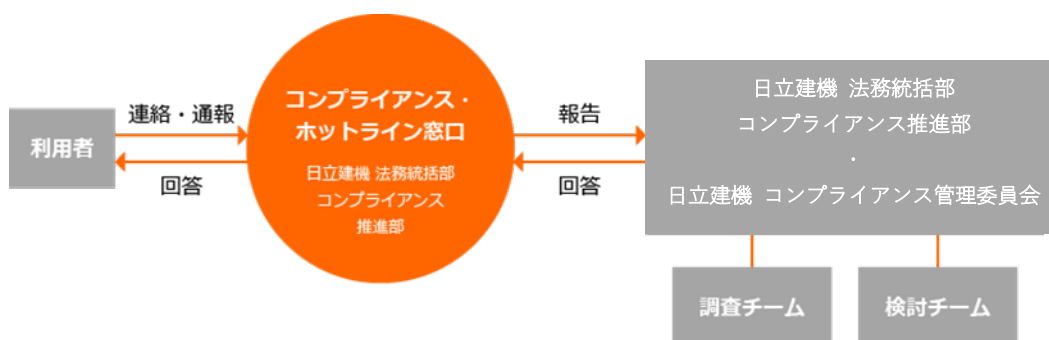 利用者
連絡・通報
回答
コンプライアンス・
ホットライン窓口
日立建機 法務統括部
コンプライアンス
推進部
報告
回答
日立建機 法務統括部
コンプライアンス推進部
・
日立建機 コンプライアンス管理委員会
調査チーム
検討チーム